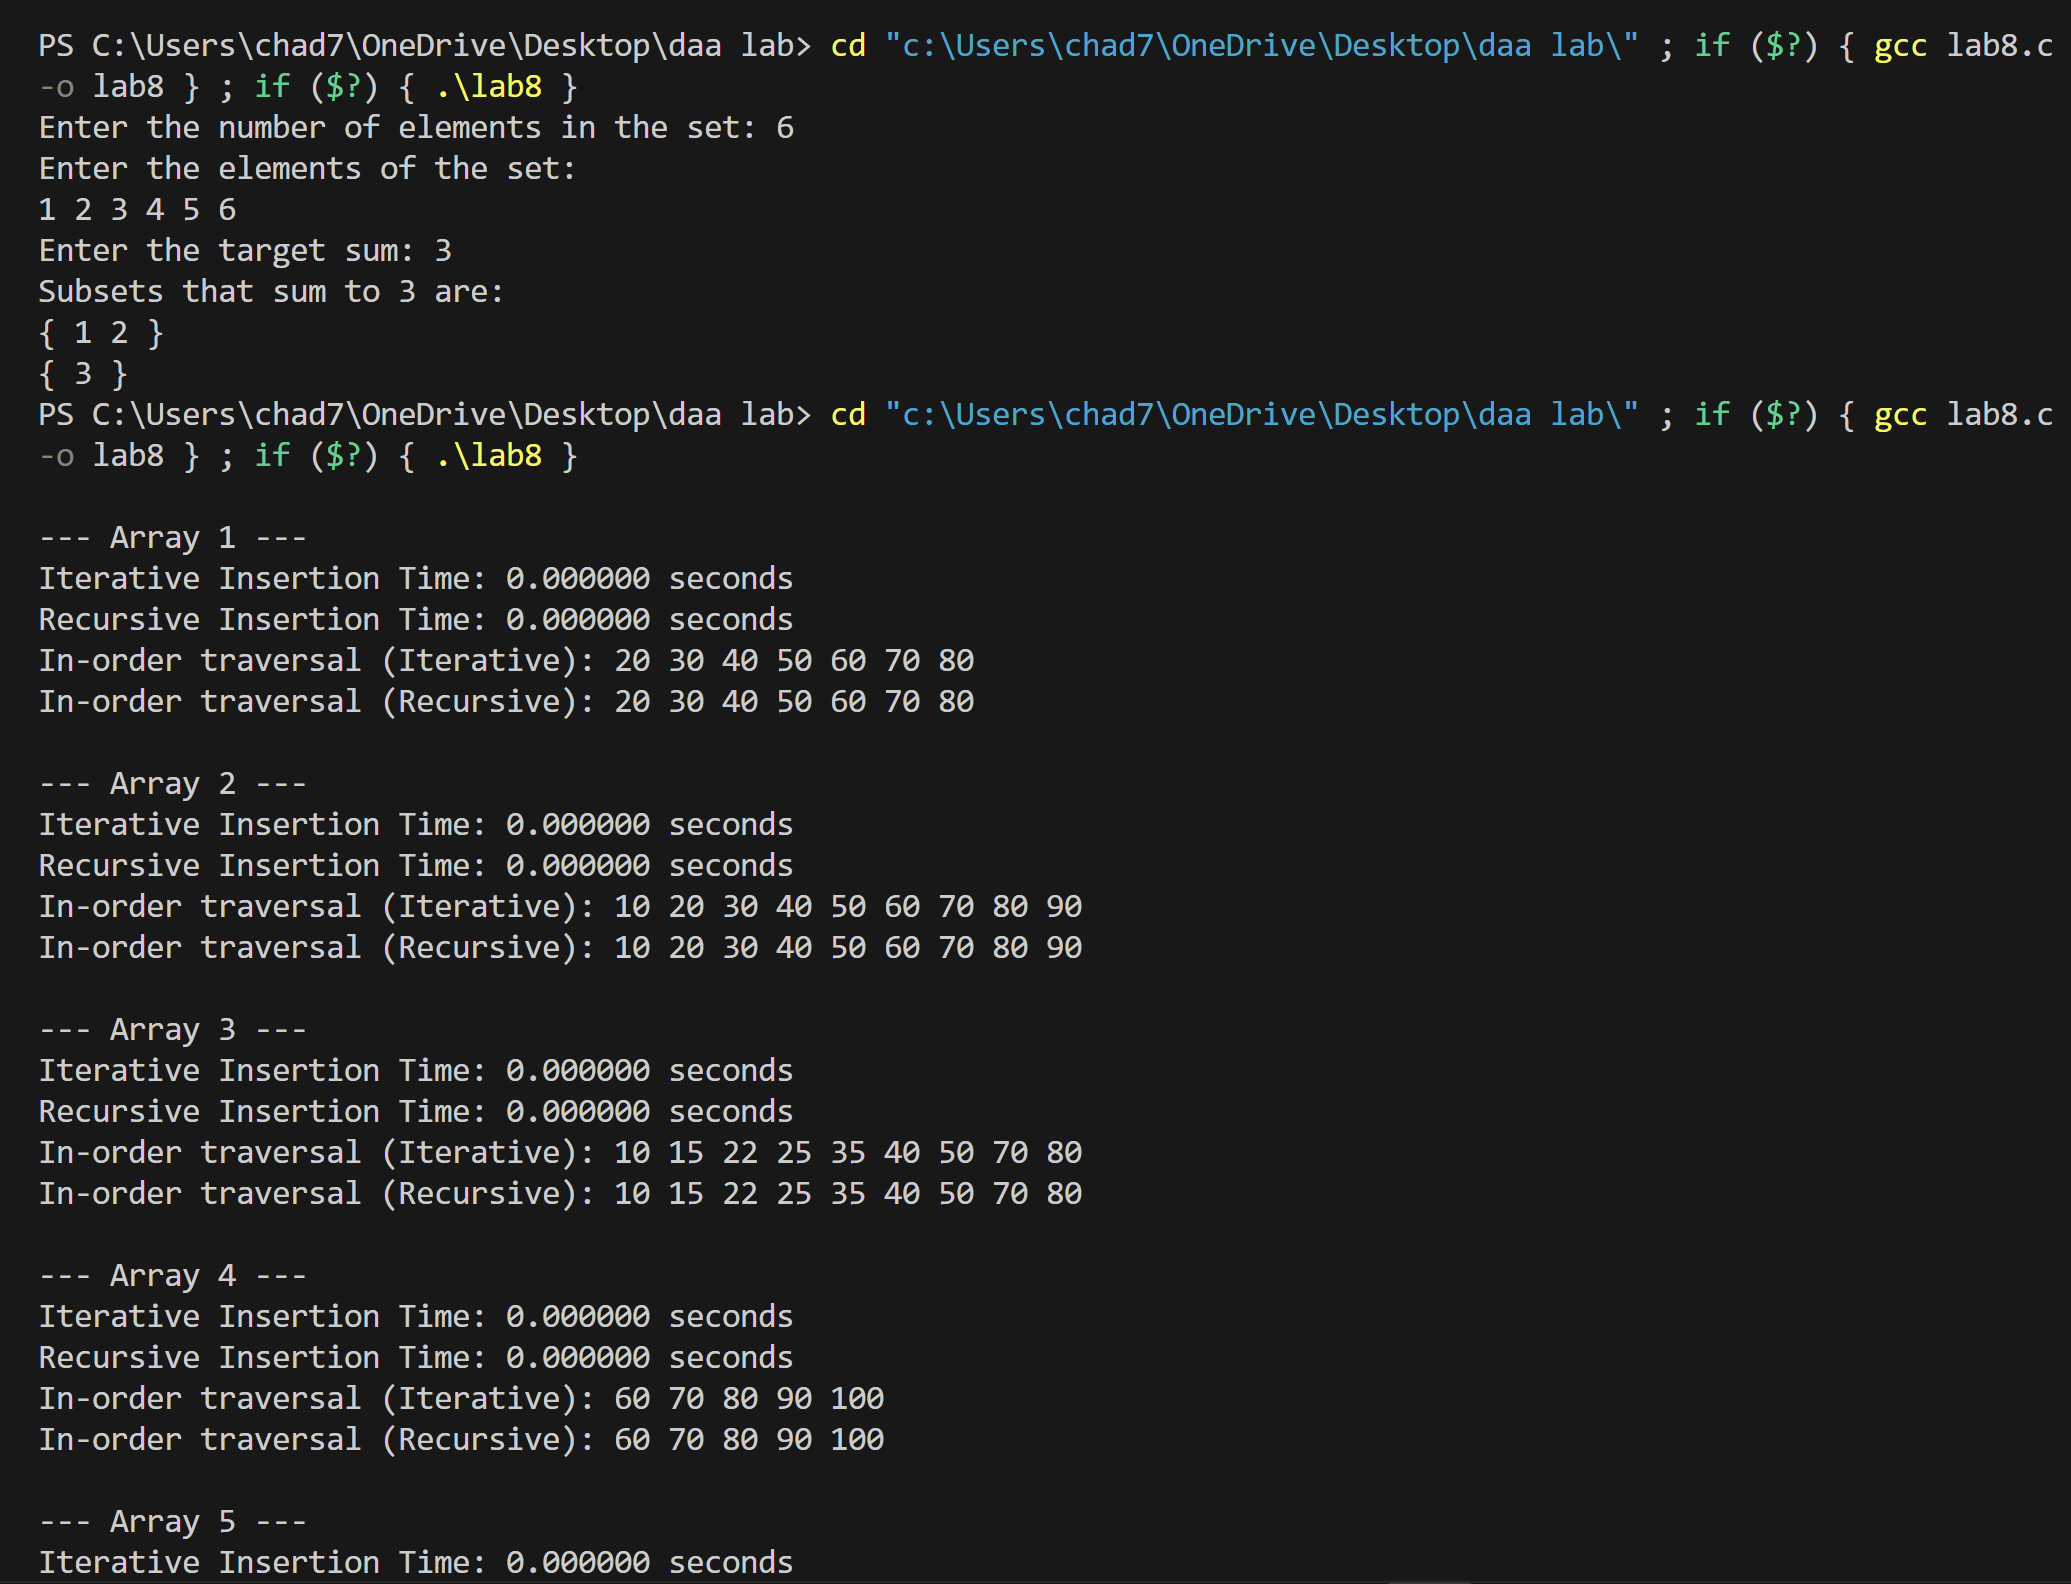 PS C:\Users\chad7\OneDrive\Desktop\daa lab> cd "c:\Users\chad7\OneDrive\Desktop\daa lab\" ; if ($?) { gcc lab8.c
-o lab8 } ; if ($?) { .\lab8 }
Enter the number of elements in the set: 6
Enter the elements of the set:
1 2 3 4 5 6
Enter the target sum: 3
Subsets that sum to 3 are:
{ 1 2 }
{ 3 }
PS C:\Users\chad7\OneDrive\Desktop\daa lab> cd "c:\Users\chad7\OneDrive\Desktop\daa lab\" ; if ($?) { gcc lab8.c
-o lab8 } ; if ($?) { .\lab8 }

--- Array 1 ---
Iterative Insertion Time: 0.000000 seconds
Recursive Insertion Time: 0.000000 seconds
In-order traversal (Iterative): 20 30 40 50 60 70 80
In-order traversal (Recursive): 20 30 40 50 60 70 80

--- Array 2 ---
Iterative Insertion Time: 0.000000 seconds
Recursive Insertion Time: 0.000000 seconds
In-order traversal (Iterative): 10 20 30 40 50 60 70 80 90
In-order traversal (Recursive): 10 20 30 40 50 60 70 80 90

--- Array 3 ---
Iterative Insertion Time: 0.000000 seconds
Recursive Insertion Time: 0.000000 seconds
In-order traversal (Iterative): 10 15 22 25 35 40 50 70 80
In-order traversal (Recursive): 10 15 22 25 35 40 50 70 80

--- Array 4 ---
Iterative Insertion Time: 0.000000 seconds
Recursive Insertion Time: 0.000000 seconds
In-order traversal (Iterative): 60 70 80 90 100
In-order traversal (Recursive): 60 70 80 90 100

--- Array 5 ---
Iterative Insertion Time: 0.000000 seconds